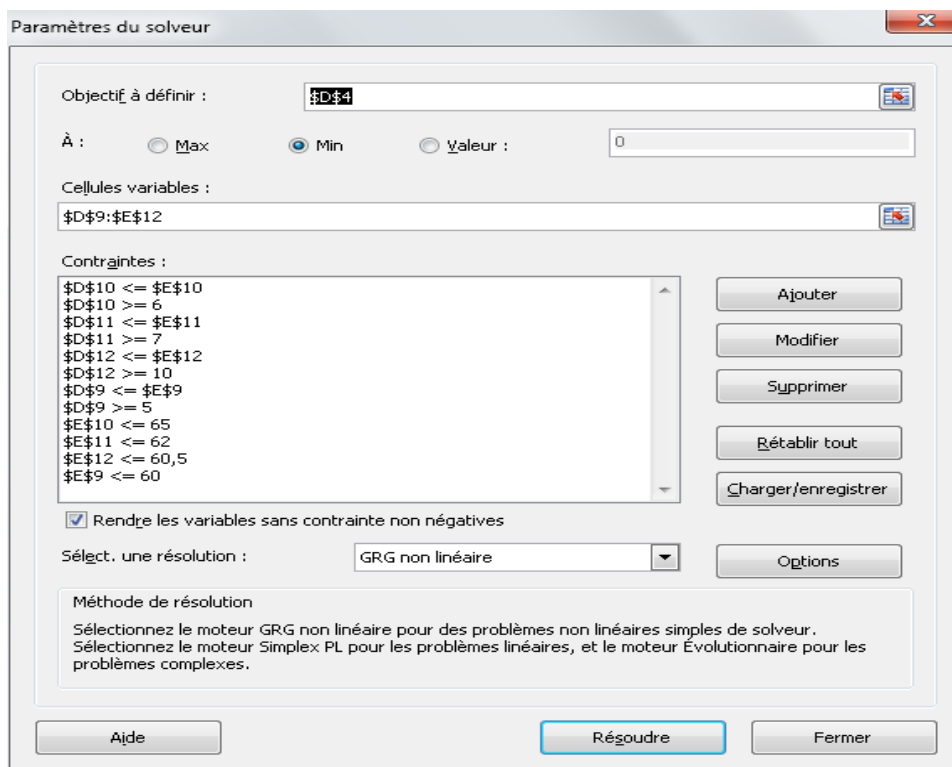 Paramètres du solveur
Objectif à définir : $D$4
À : Max Min Valeur : 0
Cellules variables :
$D$9:$E$12
Contraintes :
$D$10 <= $E$10
$D$10 >= 6
$D$11 <= $E$11
$D$11 >= 7
$D$12 <= $E$12
$D$12 >= 10
$D$9 <= $E$9
$D$9 >= 5
$E$10 <= 65
$E$11 <= 62
$E$12 <= 60,5
$E$9 <= 60
Ajouter
Modifier
Supprimer
Rétablir tout
Charger/enregistrer
Rendre les variables sans contrainte non négatives
Sélect. une résolution : GRG non linéaire Options
Méthode de résolution
Sélectionnez le moteur GRG non linéaire pour des problèmes non linéaires simples de solveur.
Sélectionnez le moteur Simplex PL pour les problèmes linéaires, et le moteur Évolutionnaire pour les
problèmes complexes.
Aide Résoudre Fermer